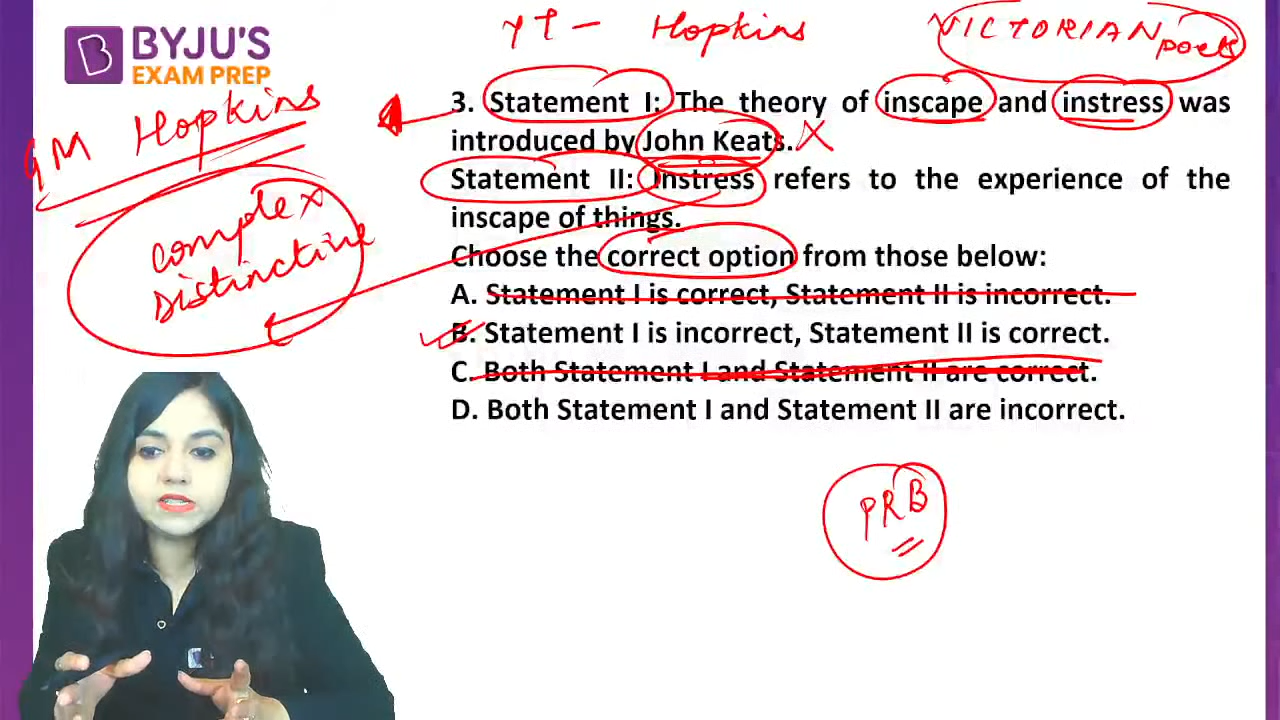 BYJU'S
EXAM PREP
YT - Hopkins
VICTORIAN poets
GM Hopkins
complex
Distinctive
3. Statement I: The theory of inscape and instress was
introduced by John Keats. X
Statement II: Instress refers to the experience of the
inscape of things.
Choose the correct option from those below:
A. Statement I is correct, Statement II is incorrect.
B. Statement I is incorrect, Statement II is correct.
C. Both Statement I and Statement II are correct.
D. Both Statement I and Statement II are incorrect.
PRB